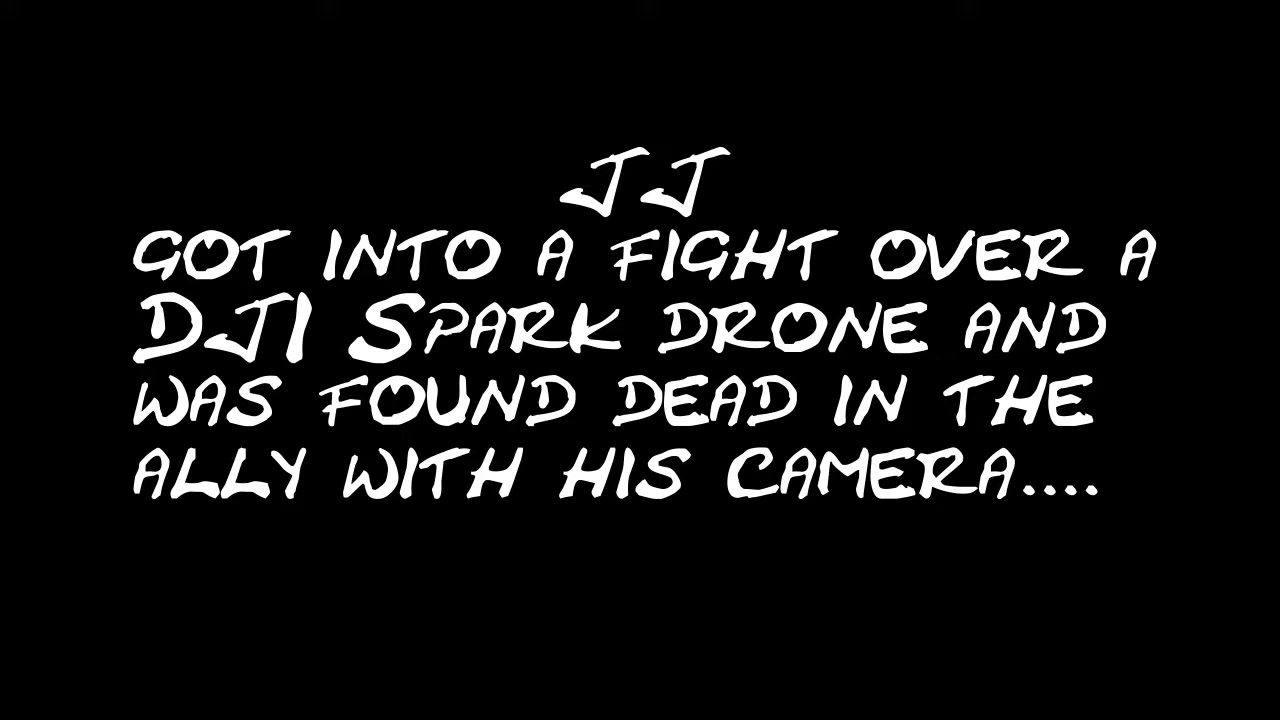 JJ
GOT INTO A FIGHT OVER A
DJI SPARK DRONE AND
WAS FOUND DEAD IN THE
ALLY WITH HIS CAMERA....